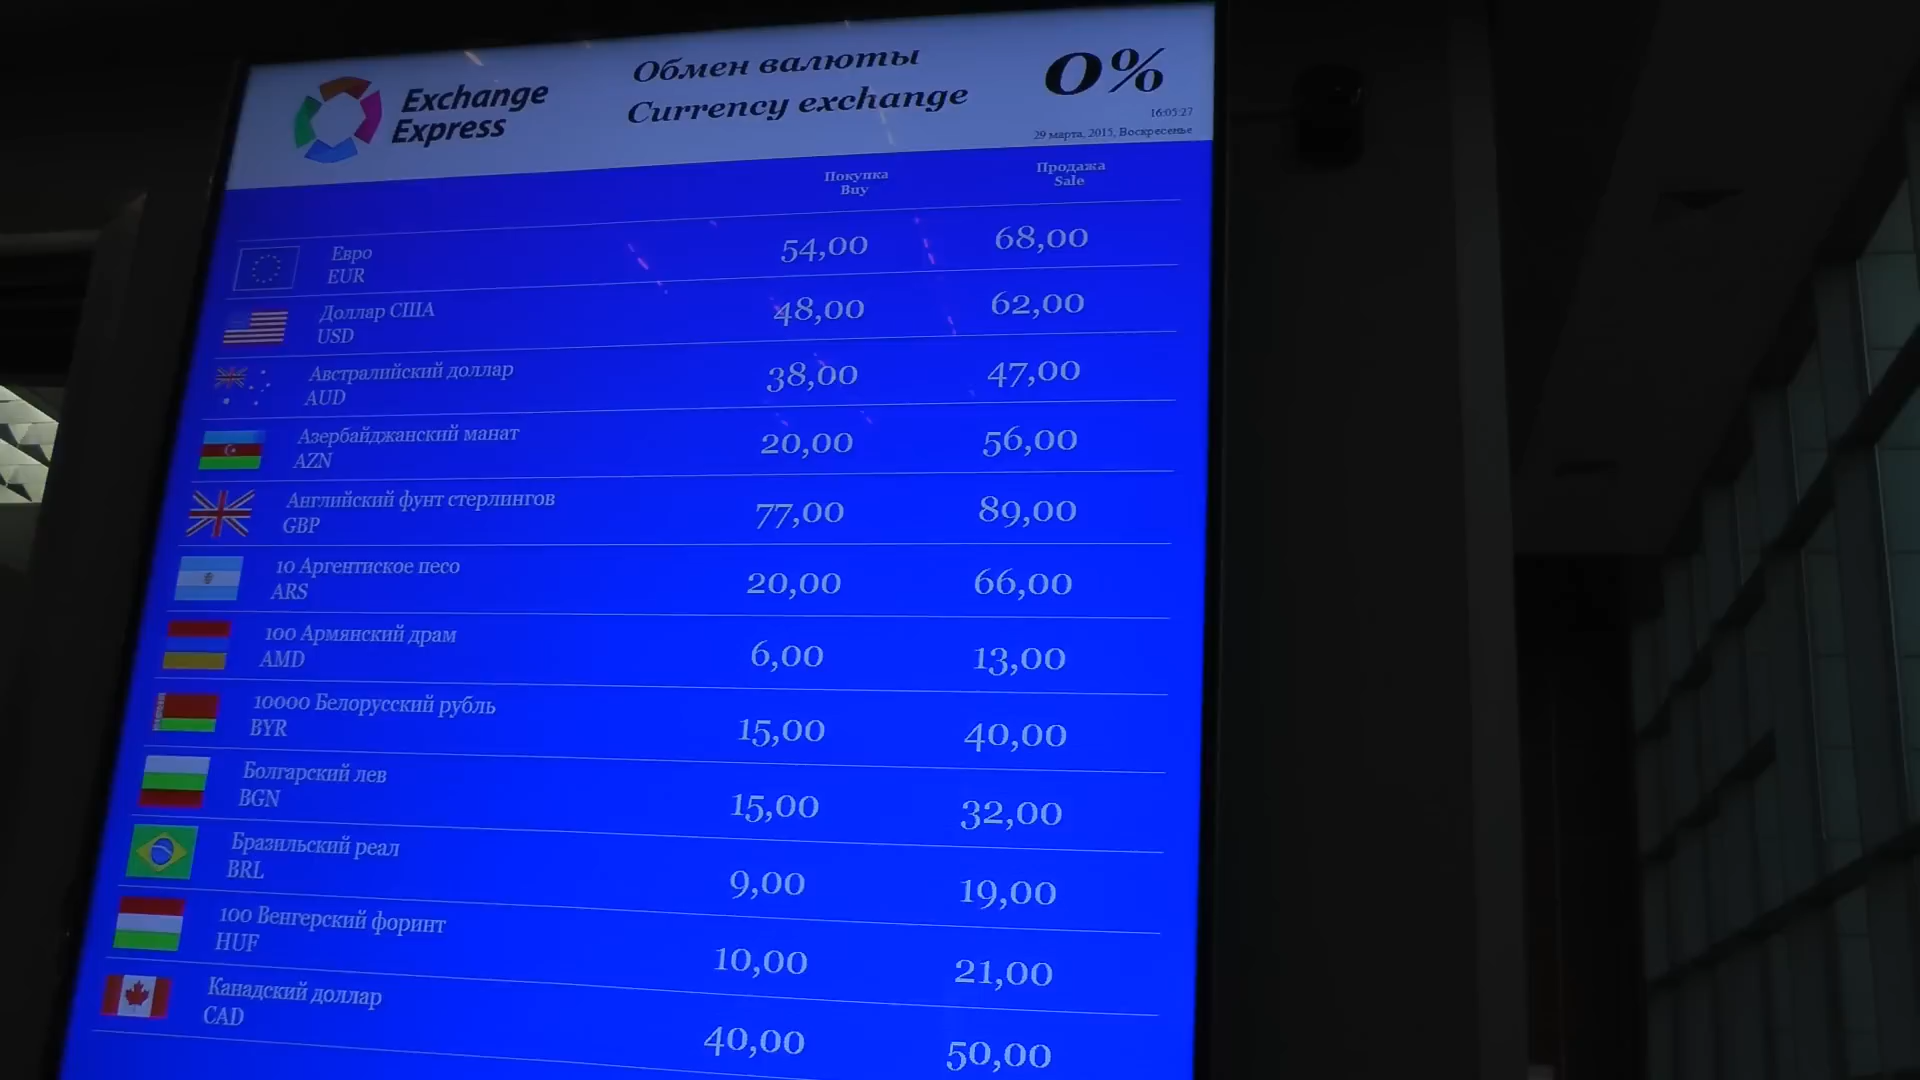 Exchange
Express
Обмен валюты
Currency exchange
0%
16:05:27
29 марта, 2015, Воскресенье
Покупка
Buy
Продажа
Sale
Евро
EUR
54,00
68,00
Доллар США
USD
48,00
62,00
Австралийский доллар
AUD
38,00
47,00
Азербайджанский манат
AZN
20,00
56,00
Английский фунт стерлингов
GBP
77,00
89,00
10 Аргентиское песо
ARS
20,00
66,00
100 Армянский драм
AMD
6,00
13,00
10000 Белорусский рубль
BYR
15,00
40,00
Болгарский лев
BGN
15,00
32,00
Бразильский реал
BRL
9,00
19,00
100 Венгерский форинт
HUF
10,00
21,00
Канадский доллар
CAD
40,00
50,00